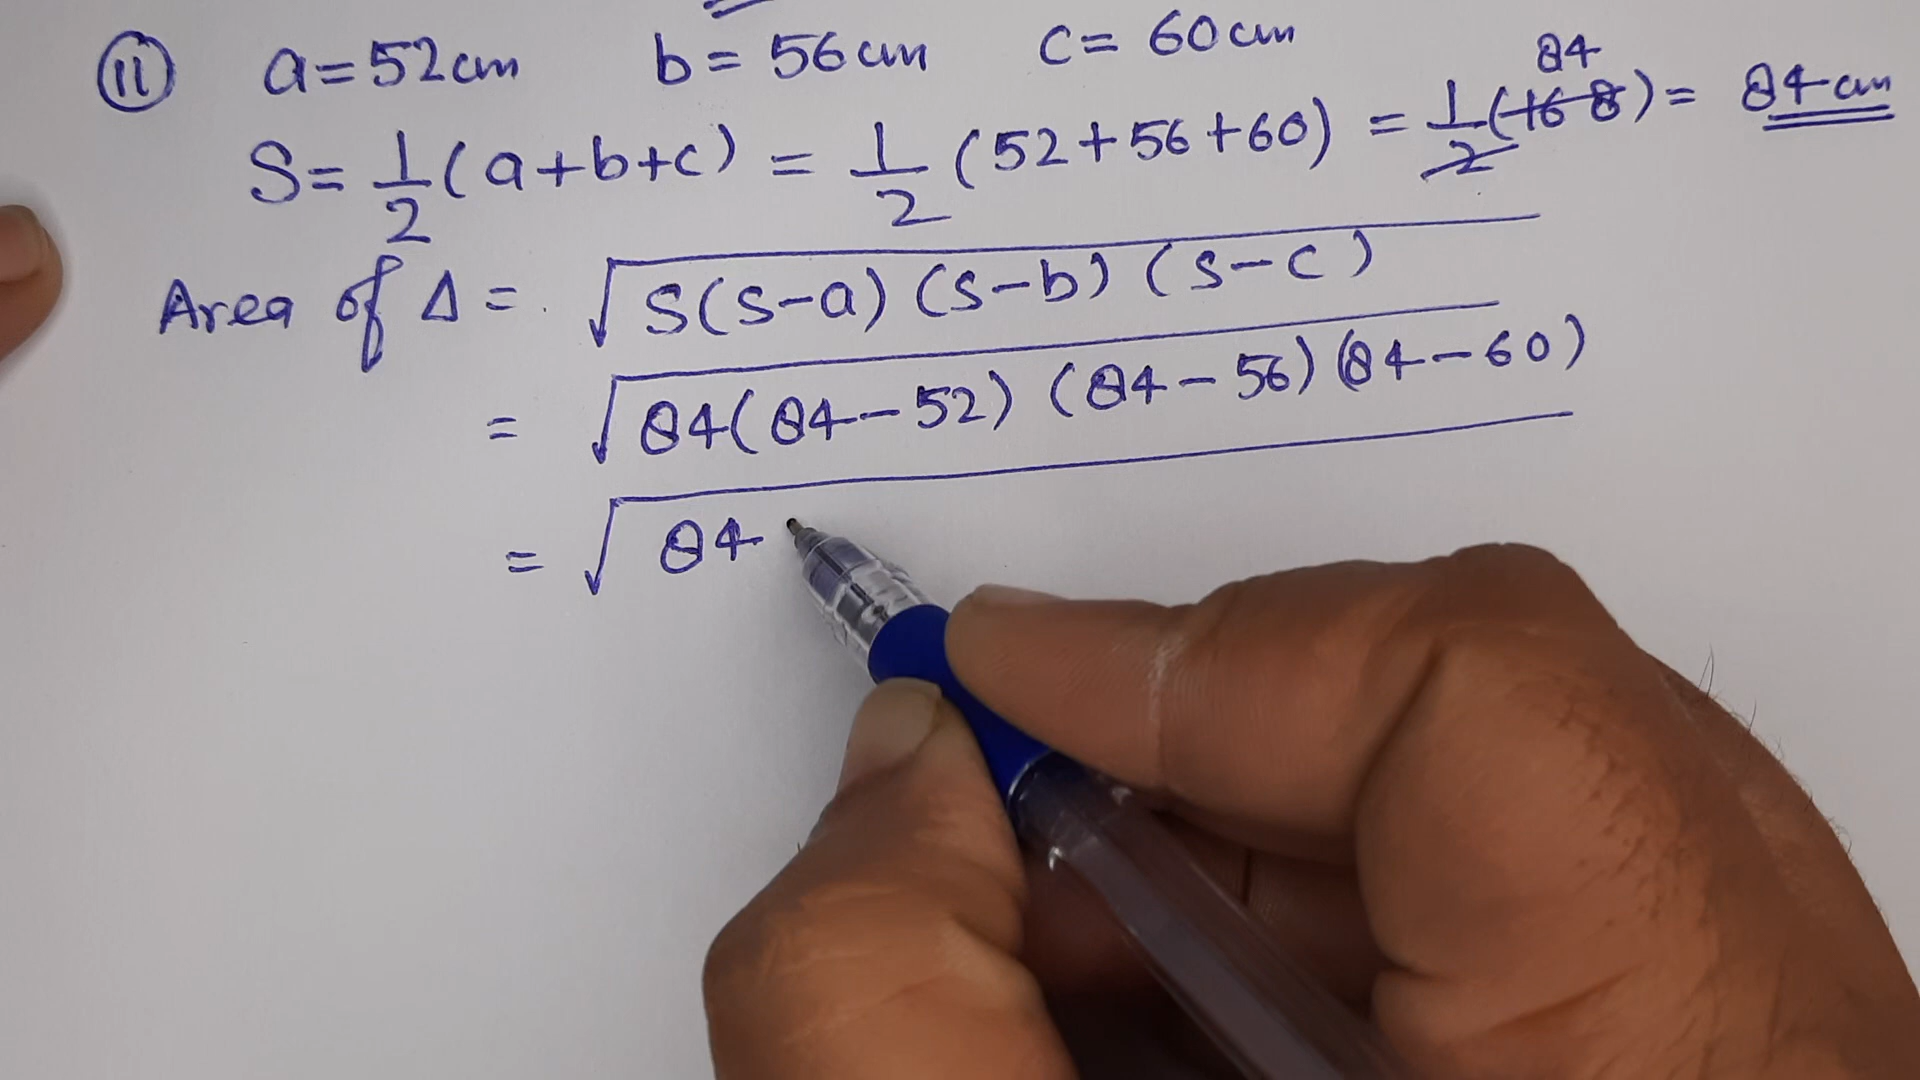 11 a=52cm b=56cm c=60cm
84
S=1/2(a+b+c) = 1/2 (52+56+60) = 1/2(168)= 84cm
Area of Δ = √S(S-a)(S-b)(S-c)
= √84(84-52)(84-56)(84-60)
= √84